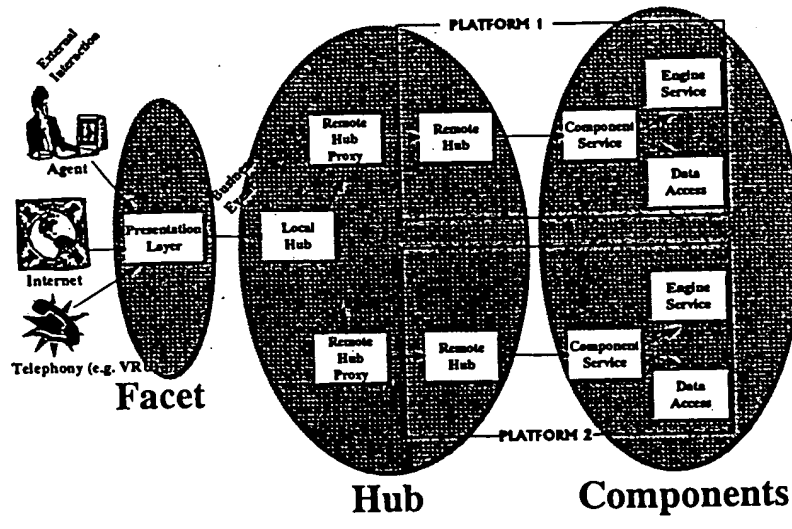 PLATFORM 1
External
Interaction
Engine
Service
Remote
Hub
Proxy
Remote
Hub
Component
Service
Agent
Data
Access
Presentation
Layer
Local
Hub
Internet
Engine
Service
Remote
Hub
Proxy
Remote
Hub
Component
Service
Telephony (e.g. VRU
Data
Access
Facet
PLATFORM 2
Hub
Components